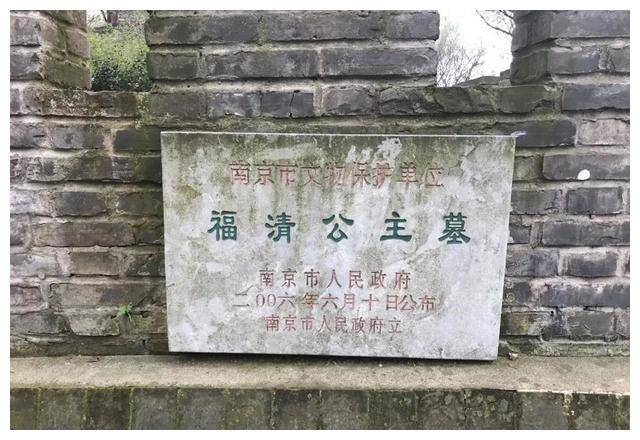 南京市文物保护单位
福清公主墓
南京市人民政府
二00六年六月十日公布
南京市人民政府立